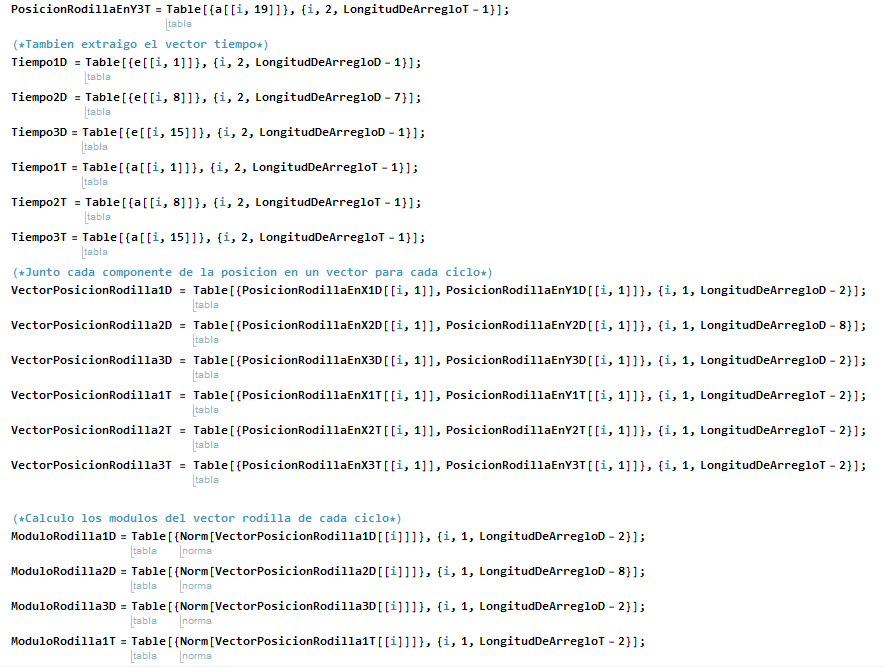 PosicionRodillaEnY3T = Table[{a[[i, 19]]}, {i, 2, LongitudDeArregloT - 1}];
tabla
(*Tambien extraigo el vector tiempo*)
Tiempo1D = Table[{e[[i, 1]]}, {i, 2, LongitudDeArregloD - 1}];
tabla
Tiempo2D = Table[{e[[i, 8]]}, {i, 2, LongitudDeArregloD - 7}];
tabla
Tiempo3D = Table[{e[[i, 15]]}, {i, 2, LongitudDeArregloD - 1}];
tabla
Tiempo1T = Table[{a[[i, 1]]}, {i, 2, LongitudDeArregloT - 1}];
tabla
Tiempo2T = Table[{a[[i, 8]]}, {i, 2, LongitudDeArregloT - 1}];
tabla
Tiempo3T = Table[{a[[i, 15]]}, {i, 2, LongitudDeArregloT - 1}];
tabla
(*Junto cada componente de la posicion en un vector para cada ciclo*)
VectorPosicionRodilla1D = Table[{PosicionRodillaEnX1D[[i, 1]], PosicionRodillaEnY1D[[i, 1]]}, {i, 1, LongitudDeArregloD - 2}];
tabla
VectorPosicionRodilla2D = Table[{PosicionRodillaEnX2D[[i, 1]], PosicionRodillaEnY2D[[i, 1]]}, {i, 1, LongitudDeArregloD - 8}];
tabla
VectorPosicionRodilla3D = Table[{PosicionRodillaEnX3D[[i, 1]], PosicionRodillaEnY3D[[i, 1]]}, {i, 1, LongitudDeArregloD - 2}];
tabla
VectorPosicionRodilla1T = Table[{PosicionRodillaEnX1T[[i, 1]], PosicionRodillaEnY1T[[i, 1]]}, {i, 1, LongitudDeArregloT - 2}];
tabla
VectorPosicionRodilla2T = Table[{PosicionRodillaEnX2T[[i, 1]], PosicionRodillaEnY2T[[i, 1]]}, {i, 1, LongitudDeArregloT - 2}];
tabla
VectorPosicionRodilla3T = Table[{PosicionRodillaEnX3T[[i, 1]], PosicionRodillaEnY3T[[i, 1]]}, {i, 1, LongitudDeArregloT - 2}];
tabla
(*Calculo los modulos del vector rodilla de cada ciclo*)
ModuloRodilla1D = Table[{Norm[VectorPosicionRodilla1D[[i]]]}, {i, 1, LongitudDeArregloD - 2}];
tabla norma
ModuloRodilla2D = Table[{Norm[VectorPosicionRodilla2D[[i]]]}, {i, 1, LongitudDeArregloD - 8}];
tabla norma
ModuloRodilla3D = Table[{Norm[VectorPosicionRodilla3D[[i]]]}, {i, 1, LongitudDeArregloD - 2}];
tabla norma
ModuloRodilla1T = Table[{Norm[VectorPosicionRodilla1T[[i]]]}, {i, 1, LongitudDeArregloT - 2}];
tabla norma